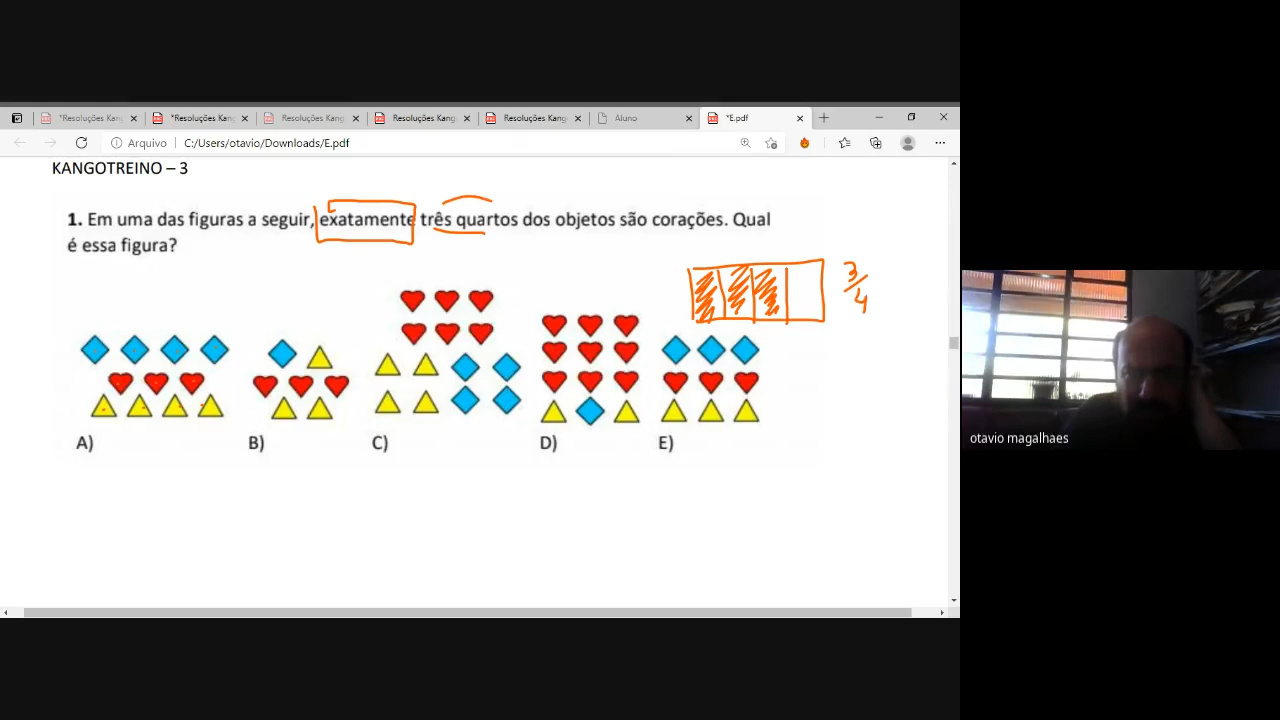 *Resoluções Kang
*Resoluções Kang
Resoluções Kang
Resoluções Kang
Resoluções Kang
Aluno
*E.pdf
Arquivo
C:/Users/otavio/Downloads/E.pdf
KANGOTREINO – 3
1. Em uma das figuras a seguir, exatamente três quartos dos objetos são corações. Qual
é essa figura?
3/4
A)
B)
C)
D)
E)
otavio magalhaes